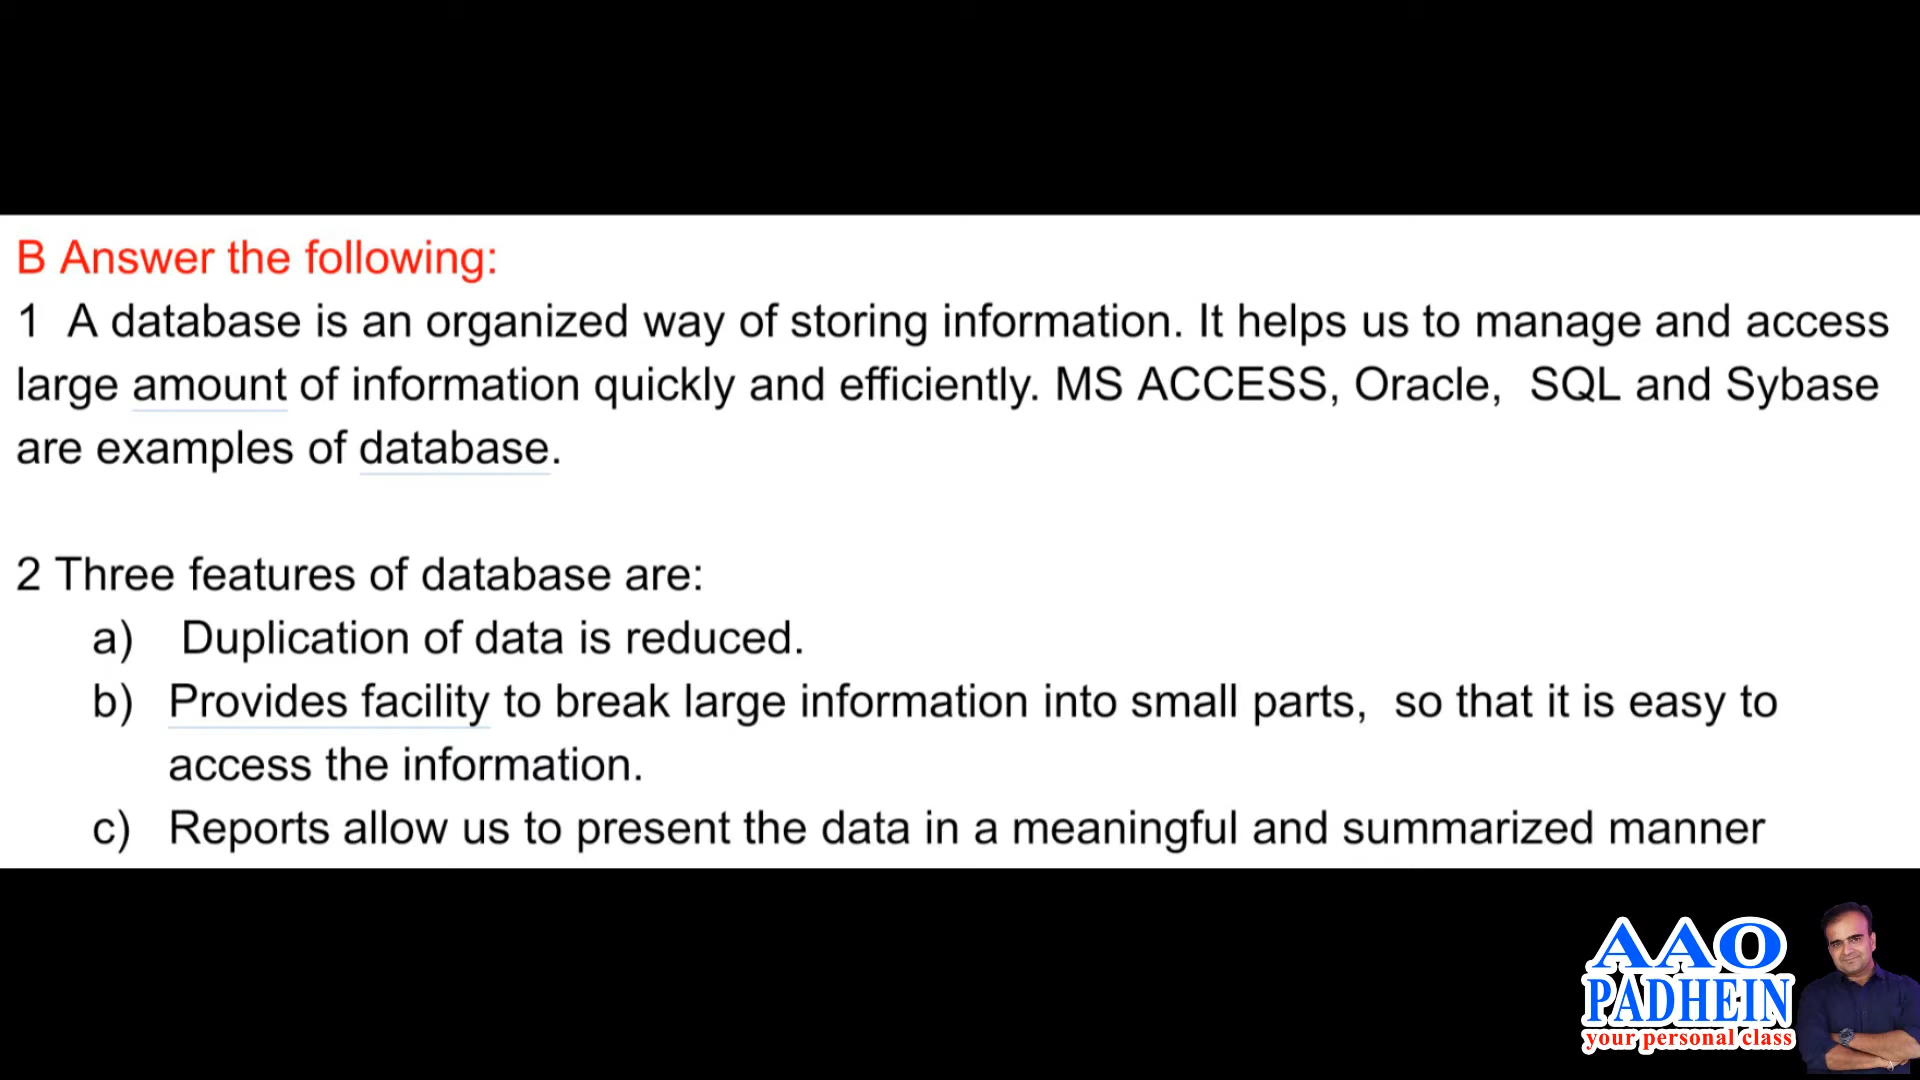 B Answer the following:
1 A database is an organized way of storing information. It helps us to manage and access
large amount of information quickly and efficiently. MS ACCESS, Oracle, SQL and Sybase
are examples of database.
2 Three features of database are:
a) Duplication of data is reduced.
b) Provides facility to break large information into small parts, so that it is easy to
access the information.
c) Reports allow us to present the data in a meaningful and summarized manner
AAO
PADHEIN
your personal class